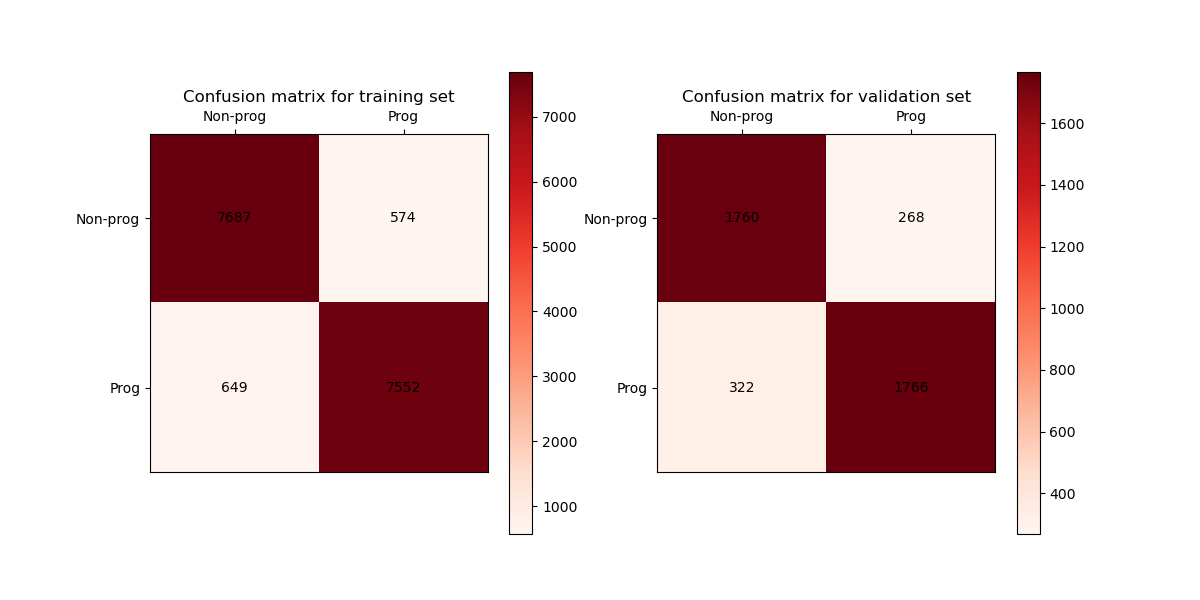 Confusion matrix for training set
Non-prog Prog
Non-prog 7687 574
Prog 649 7552
7000
6000
5000
4000
3000
2000
1000
Confusion matrix for validation set
Non-prog Prog
Non-prog 1760 268
Prog 322 1766
1600
1400
1200
1000
800
600
400